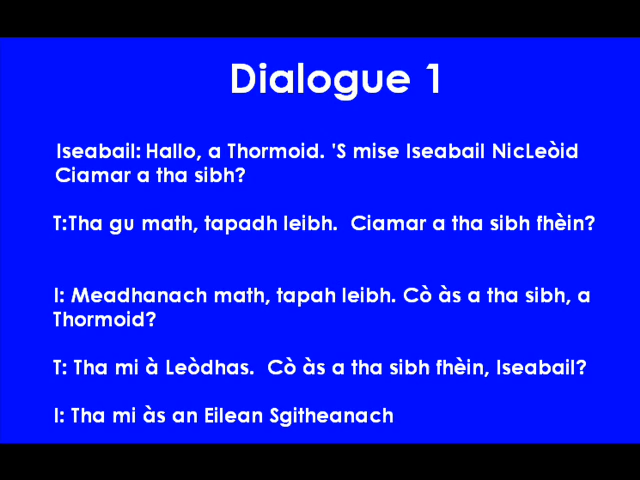 Dialogue 1
Iseabail: Hallo, a Thormoid. 'S mise Iseabail NicLeòid
Ciamar a tha sibh?
T:Tha gu math, tapadh leibh. Ciamar a tha sibh fhèin?
I: Meadhanach math, tapah leibh. Cò às a tha sibh, a
Thormoid?
T: Tha mi à Leòdhas. Cò às a tha sibh fhèin, Iseabail?
I: Tha mi às an Eilean Sgitheanach